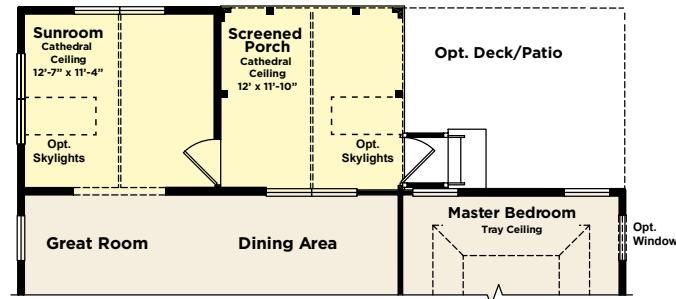 Sunroom
Cathedral
Ceiling
12'-7" x 11'-4"
Opt.
Skylights
Screened
Porch
Cathedral
Ceiling
12' x 11'-10"
Opt.
Skylights
Opt. Deck/Patio
Great Room
Dining Area
Master Bedroom
Tray Ceiling
Opt.
Window